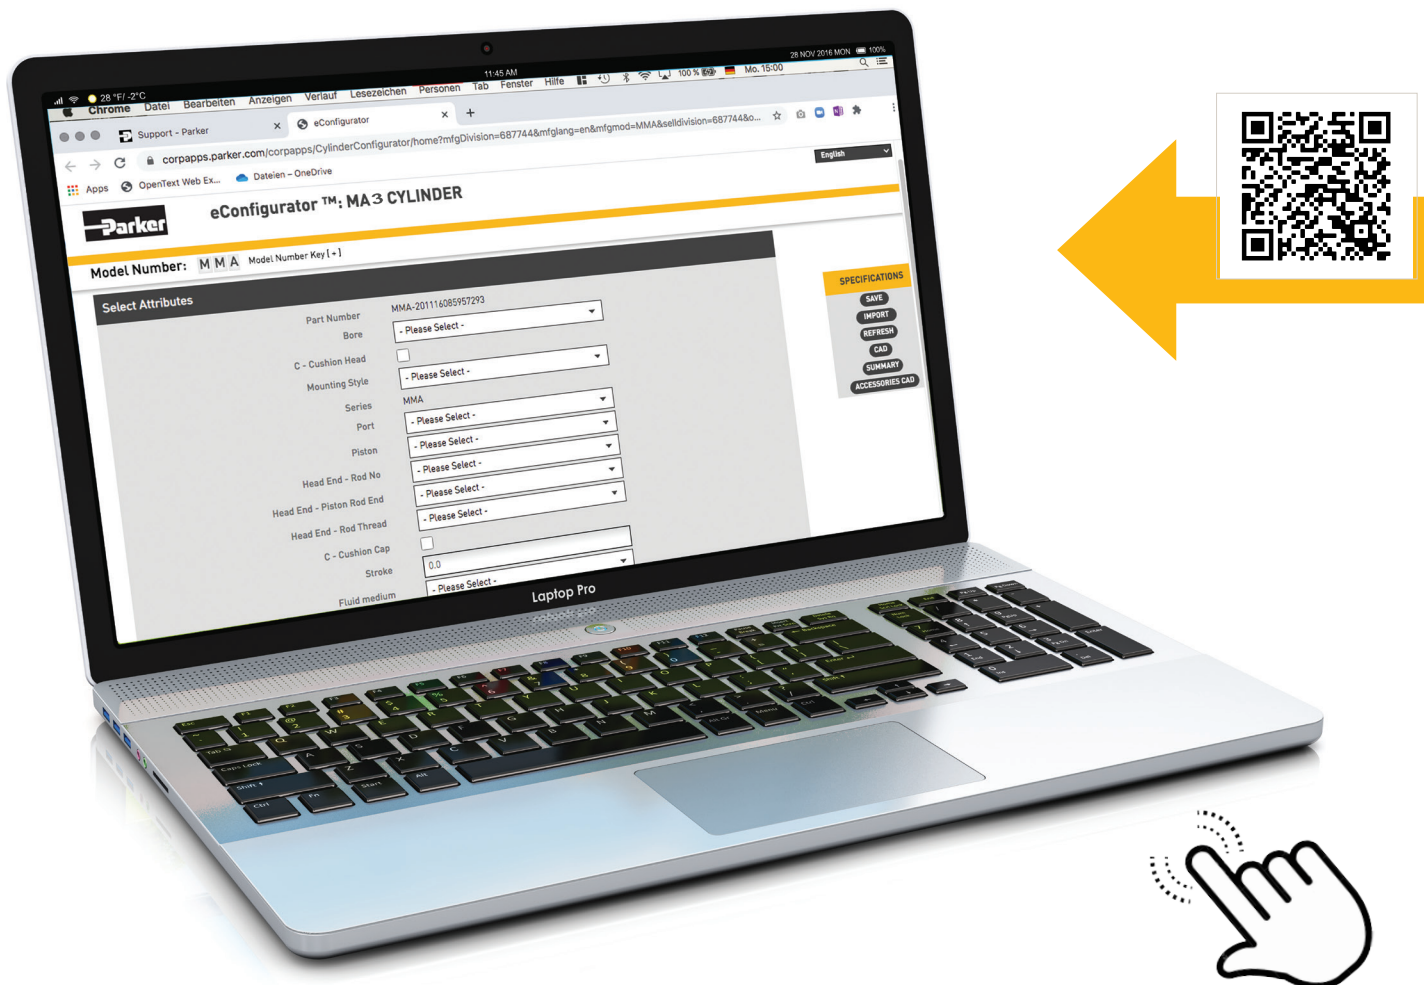 11:45 AM
28 NOV 2016 MON 100%
28 °F/ -2°C
Chrome Datei Bearbeiten Anzeigen Verlauf Lesezeichen Personen Tab Fenster Hilfe 100 % Mo. 15:00
Support - Parker × eConfigurator × +
corpapps.parker.com/corpapps/CylinderConfigurator/home?mfgDivision=687744&mfglang=en&mfgmod=MMA&selldivision=687744&o...
Apps OpenText Web Ex... Dateien – OneDrive
English
Parker eConfigurator ™: MA3 CYLINDER
Model Number: M M A Model Number Key [ + ]
Select Attributes
Part Number MMA-201116085957293
Bore - Please Select -
C - Cushion Head
Mounting Style - Please Select -
Series MMA
Port - Please Select -
Piston - Please Select -
Head End - Rod No - Please Select -
Head End - Piston Rod End - Please Select -
Head End - Rod Thread - Please Select -
C - Cushion Cap
Stroke 0.0
Fluid medium - Please Select -
SPECIFICATIONS
SAVE
IMPORT
REFRESH
CAD
SUMMARY
ACCESSORIES CAD
Laptop Pro